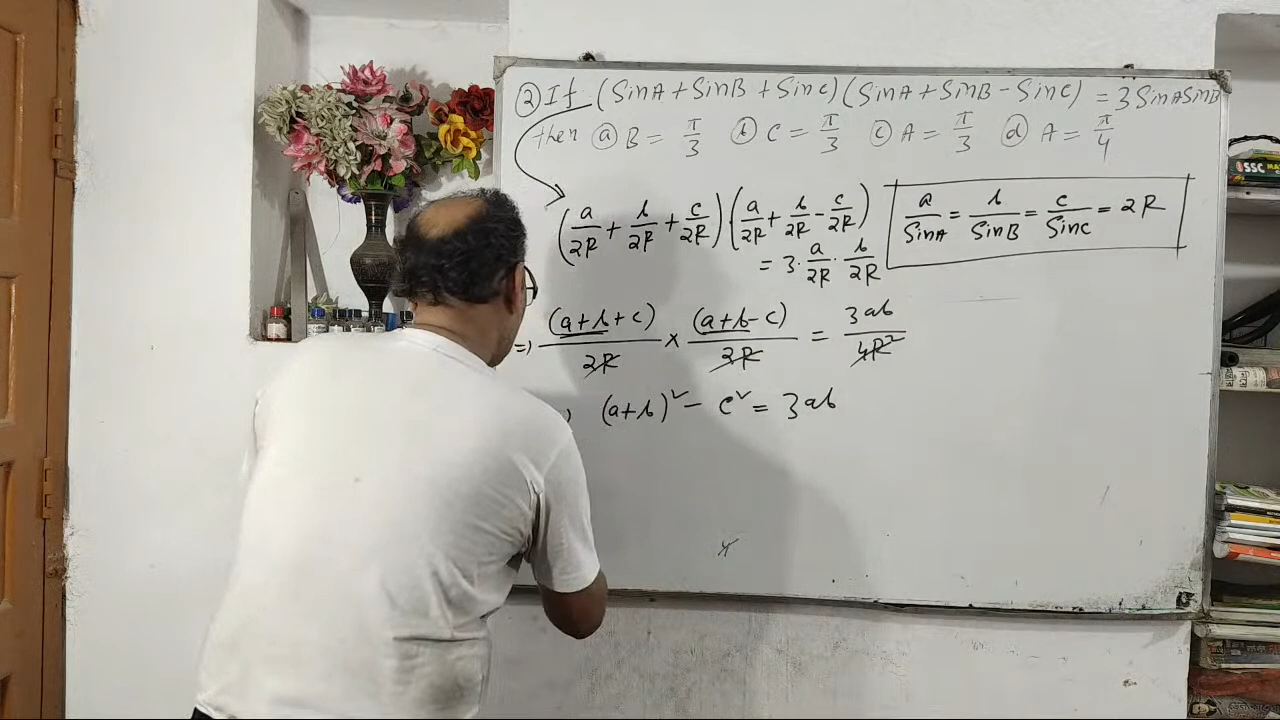 ② If (SinA + SinB + Sinc) (SinA + SinB - Sinc) = 3 SinA SinB
then ⓐ B = π/3 ⓑ C = π/3 ⓒ A = π/3 ⓓ A = π/4
(a/2R + b/2R + c/2R) (a/2R + b/2R - c/2R)
= 3 · a/2R · b/2R
a/SinA = b/SinB = c/Sinc = 2R
=) (a+b+c)/2R × (a+b-c)/2R = 3ab/4R²
) (a+b)² - c² = 3ab
SSC